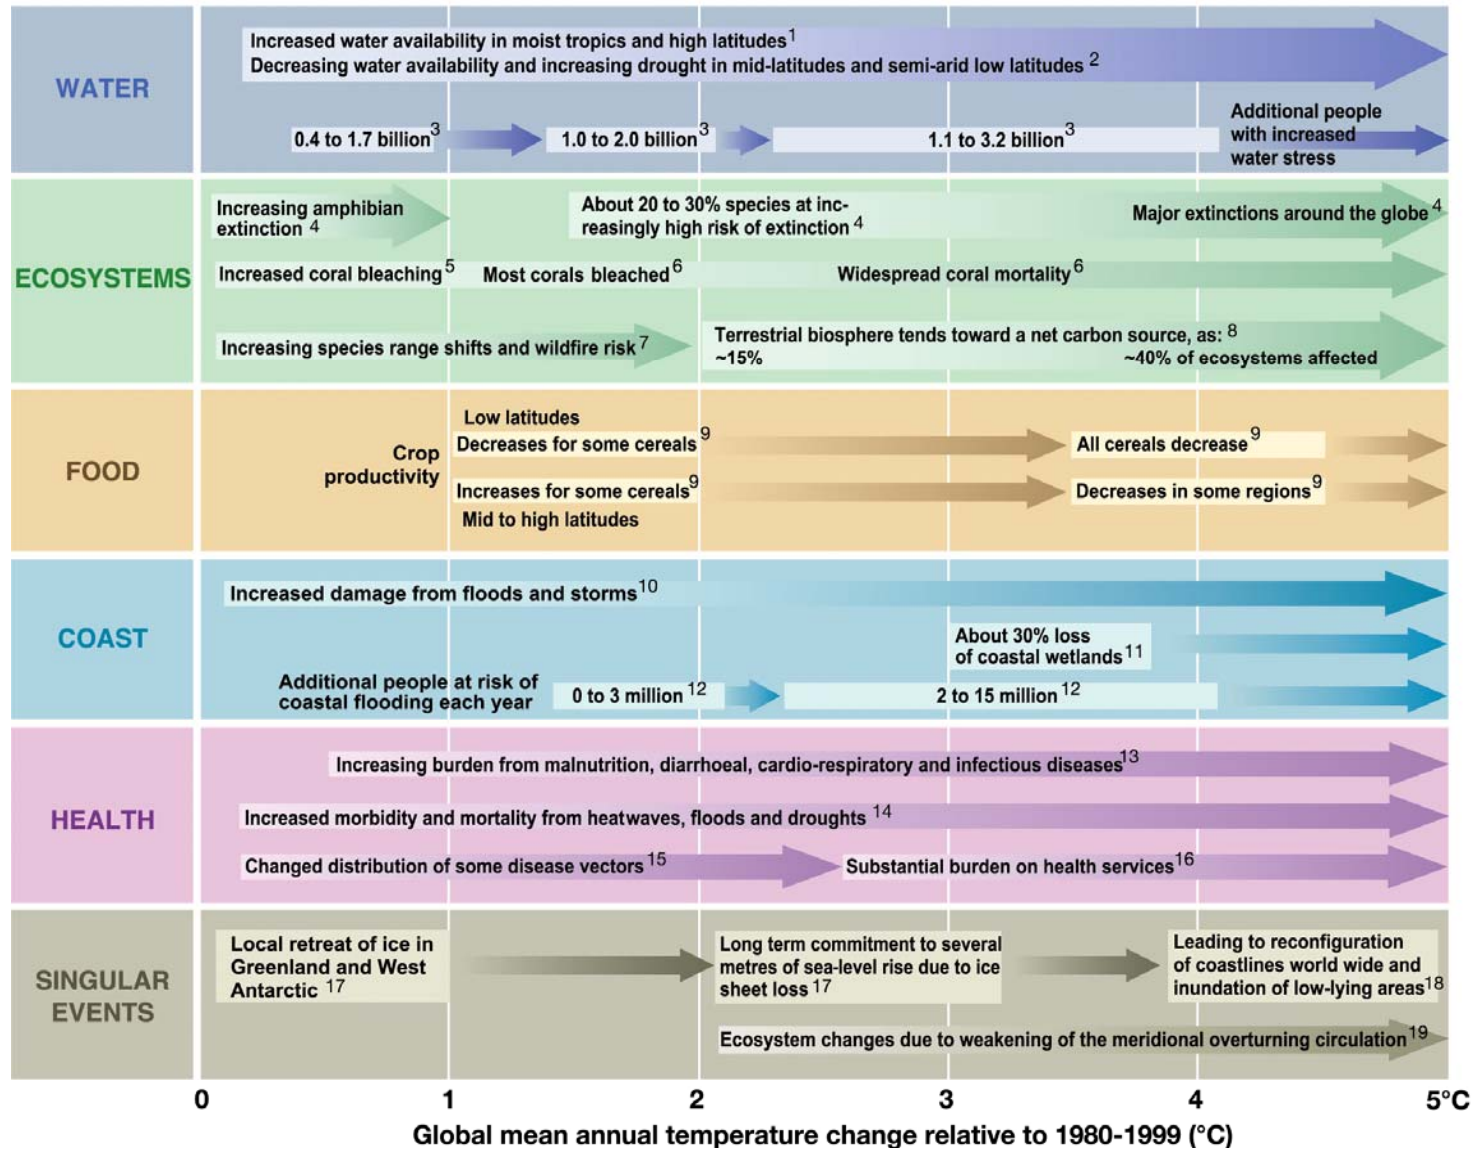 WATER
Increased water availability in moist tropics and high latitudes1
Decreasing water availability and increasing drought in mid-latitudes and semi-arid low latitudes 2
0.4 to 1.7 billion3
1.0 to 2.0 billion3
1.1 to 3.2 billion3
Additional people
with increased
water stress
ECOSYSTEMS
Increasing amphibian
extinction 4
About 20 to 30% species at inc-
reasingly high risk of extinction 4
Major extinctions around the globe 4
Increased coral bleaching5
Most corals bleached6
Widespread coral mortality6
Increasing species range shifts and wildfire risk7
Terrestrial biosphere tends toward a net carbon source, as: 8
~15%
~40% of ecosystems affected
FOOD
Crop
productivity
Low latitudes
Decreases for some cereals9
All cereals decrease9
Increases for some cereals9
Decreases in some regions9
Mid to high latitudes
COAST
Increased damage from floods and storms10
About 30% loss
of coastal wetlands11
Additional people at risk of
coastal flooding each year
0 to 3 million12
2 to 15 million12
HEALTH
Increasing burden from malnutrition, diarrhoeal, cardio-respiratory and infectious diseases13
Increased morbidity and mortality from heatwaves, floods and droughts 14
Changed distribution of some disease vectors15
Substantial burden on health services16
SINGULAR
EVENTS
Local retreat of ice in
Greenland and West
Antarctic 17
Long term commitment to several
metres of sea-level rise due to ice
sheet loss17
Leading to reconfiguration
of coastlines world wide and
inundation of low-lying areas18
Ecosystem changes due to weakening of the meridional overturning circulation19
0 1 2 3 4 5°C
Global mean annual temperature change relative to 1980-1999 (°C)